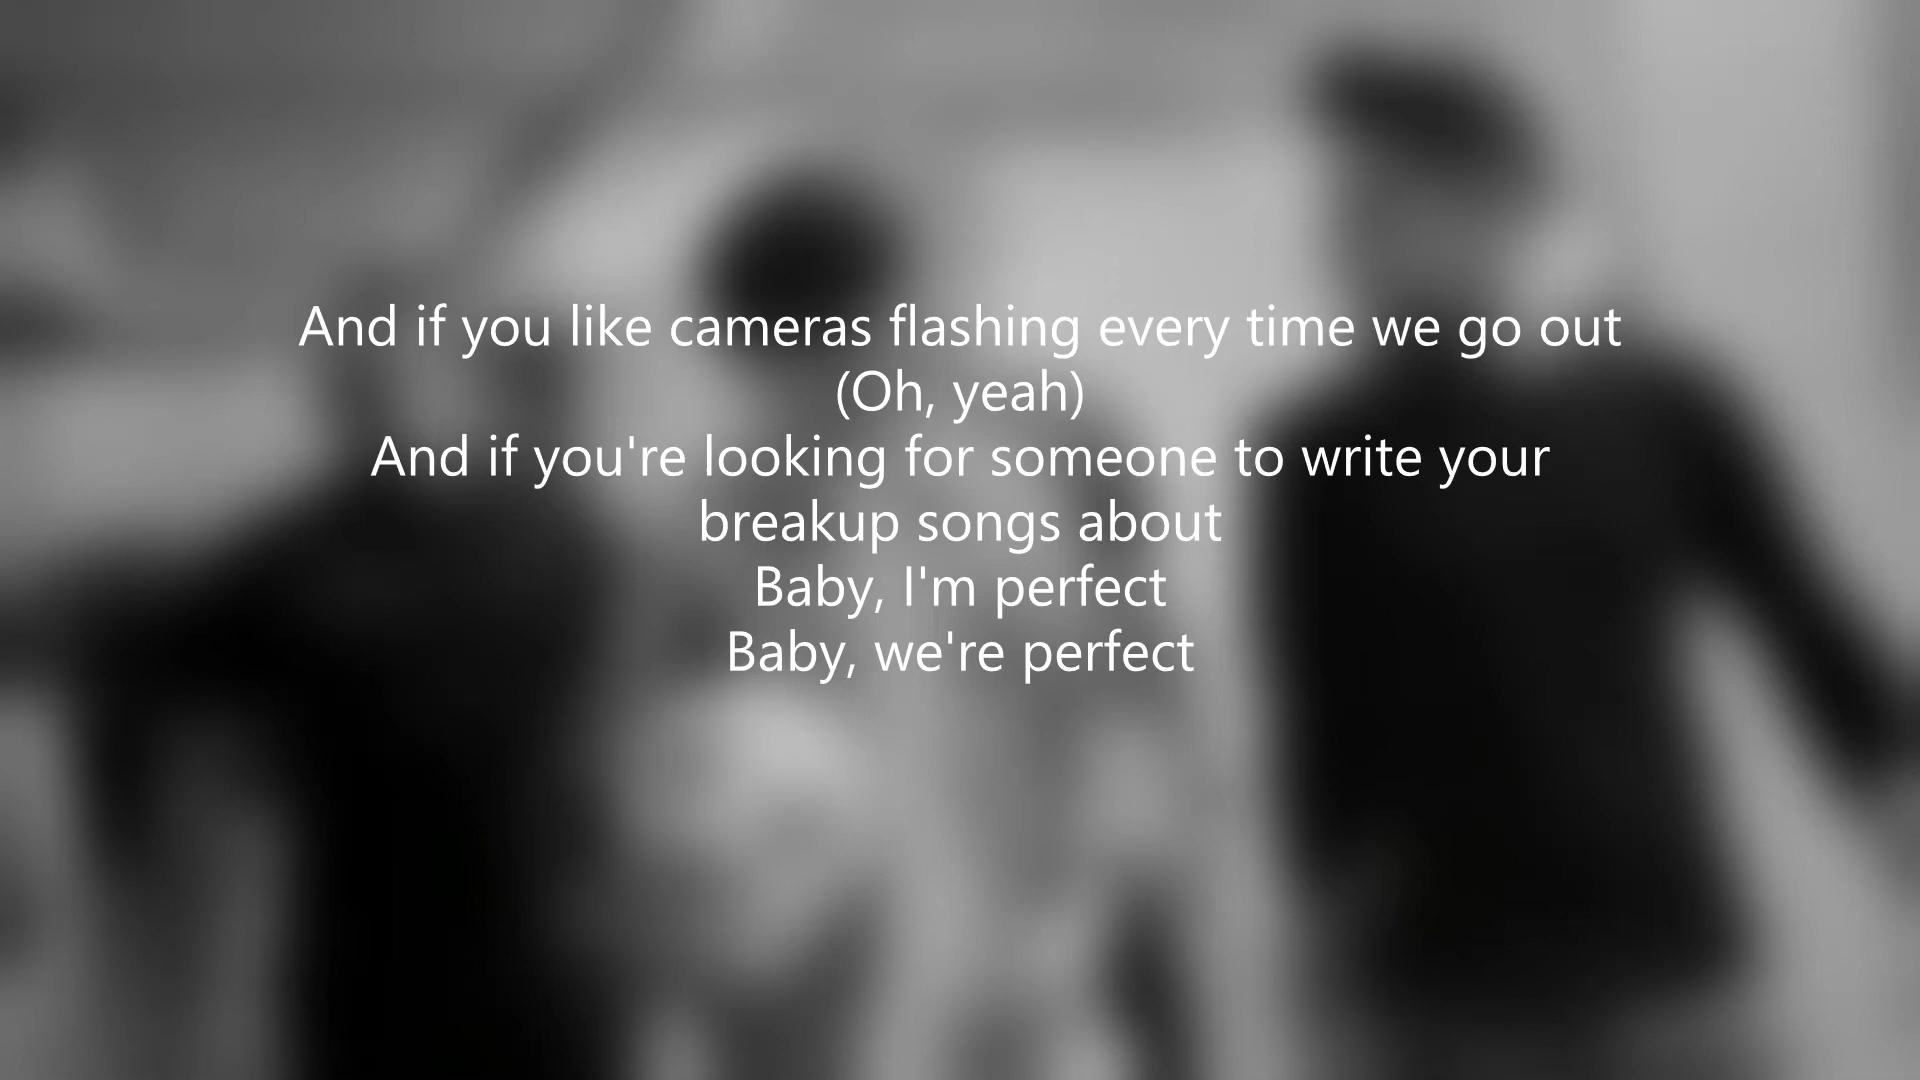 And if you like cameras flashing every time we go out
(Oh, yeah)
And if you're looking for someone to write your
breakup songs about
Baby, I'm perfect
Baby, we're perfect